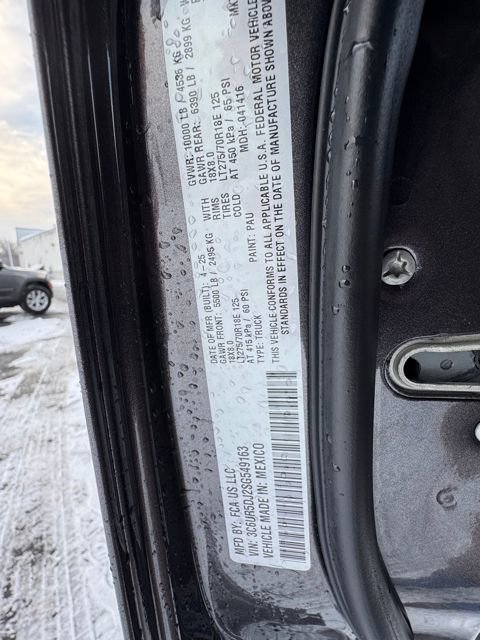 MFD BY: FCA US LLC
VIN: 3C6UR5DJ2SG549163
VEHICLE MADE IN: MEXICO
DATE OF MFR (BUILT): 4-25
GAWR FRONT: 5500 LB / 2495 KG
18X8.0
LT275/70R18E 125
AT 415 kPa / 60 PSI
TYPE: TRUCK
GVWR: 10000 LB / 4536 KG
GAWR REAR: 6390 LB / 2899 KG
WITH 18X8.0
RIMS LT275/70R18E 125
TIRES AT 450 kPa / 65 PSI
COLD
PAINT: PAU
MDH: 041416
THIS VEHICLE CONFORMS TO ALL APPLICABLE U.S.A. FEDERAL MOTOR VEHICLE
STANDARDS IN EFFECT ON THE DATE OF MANUFACTURE SHOWN ABOVE